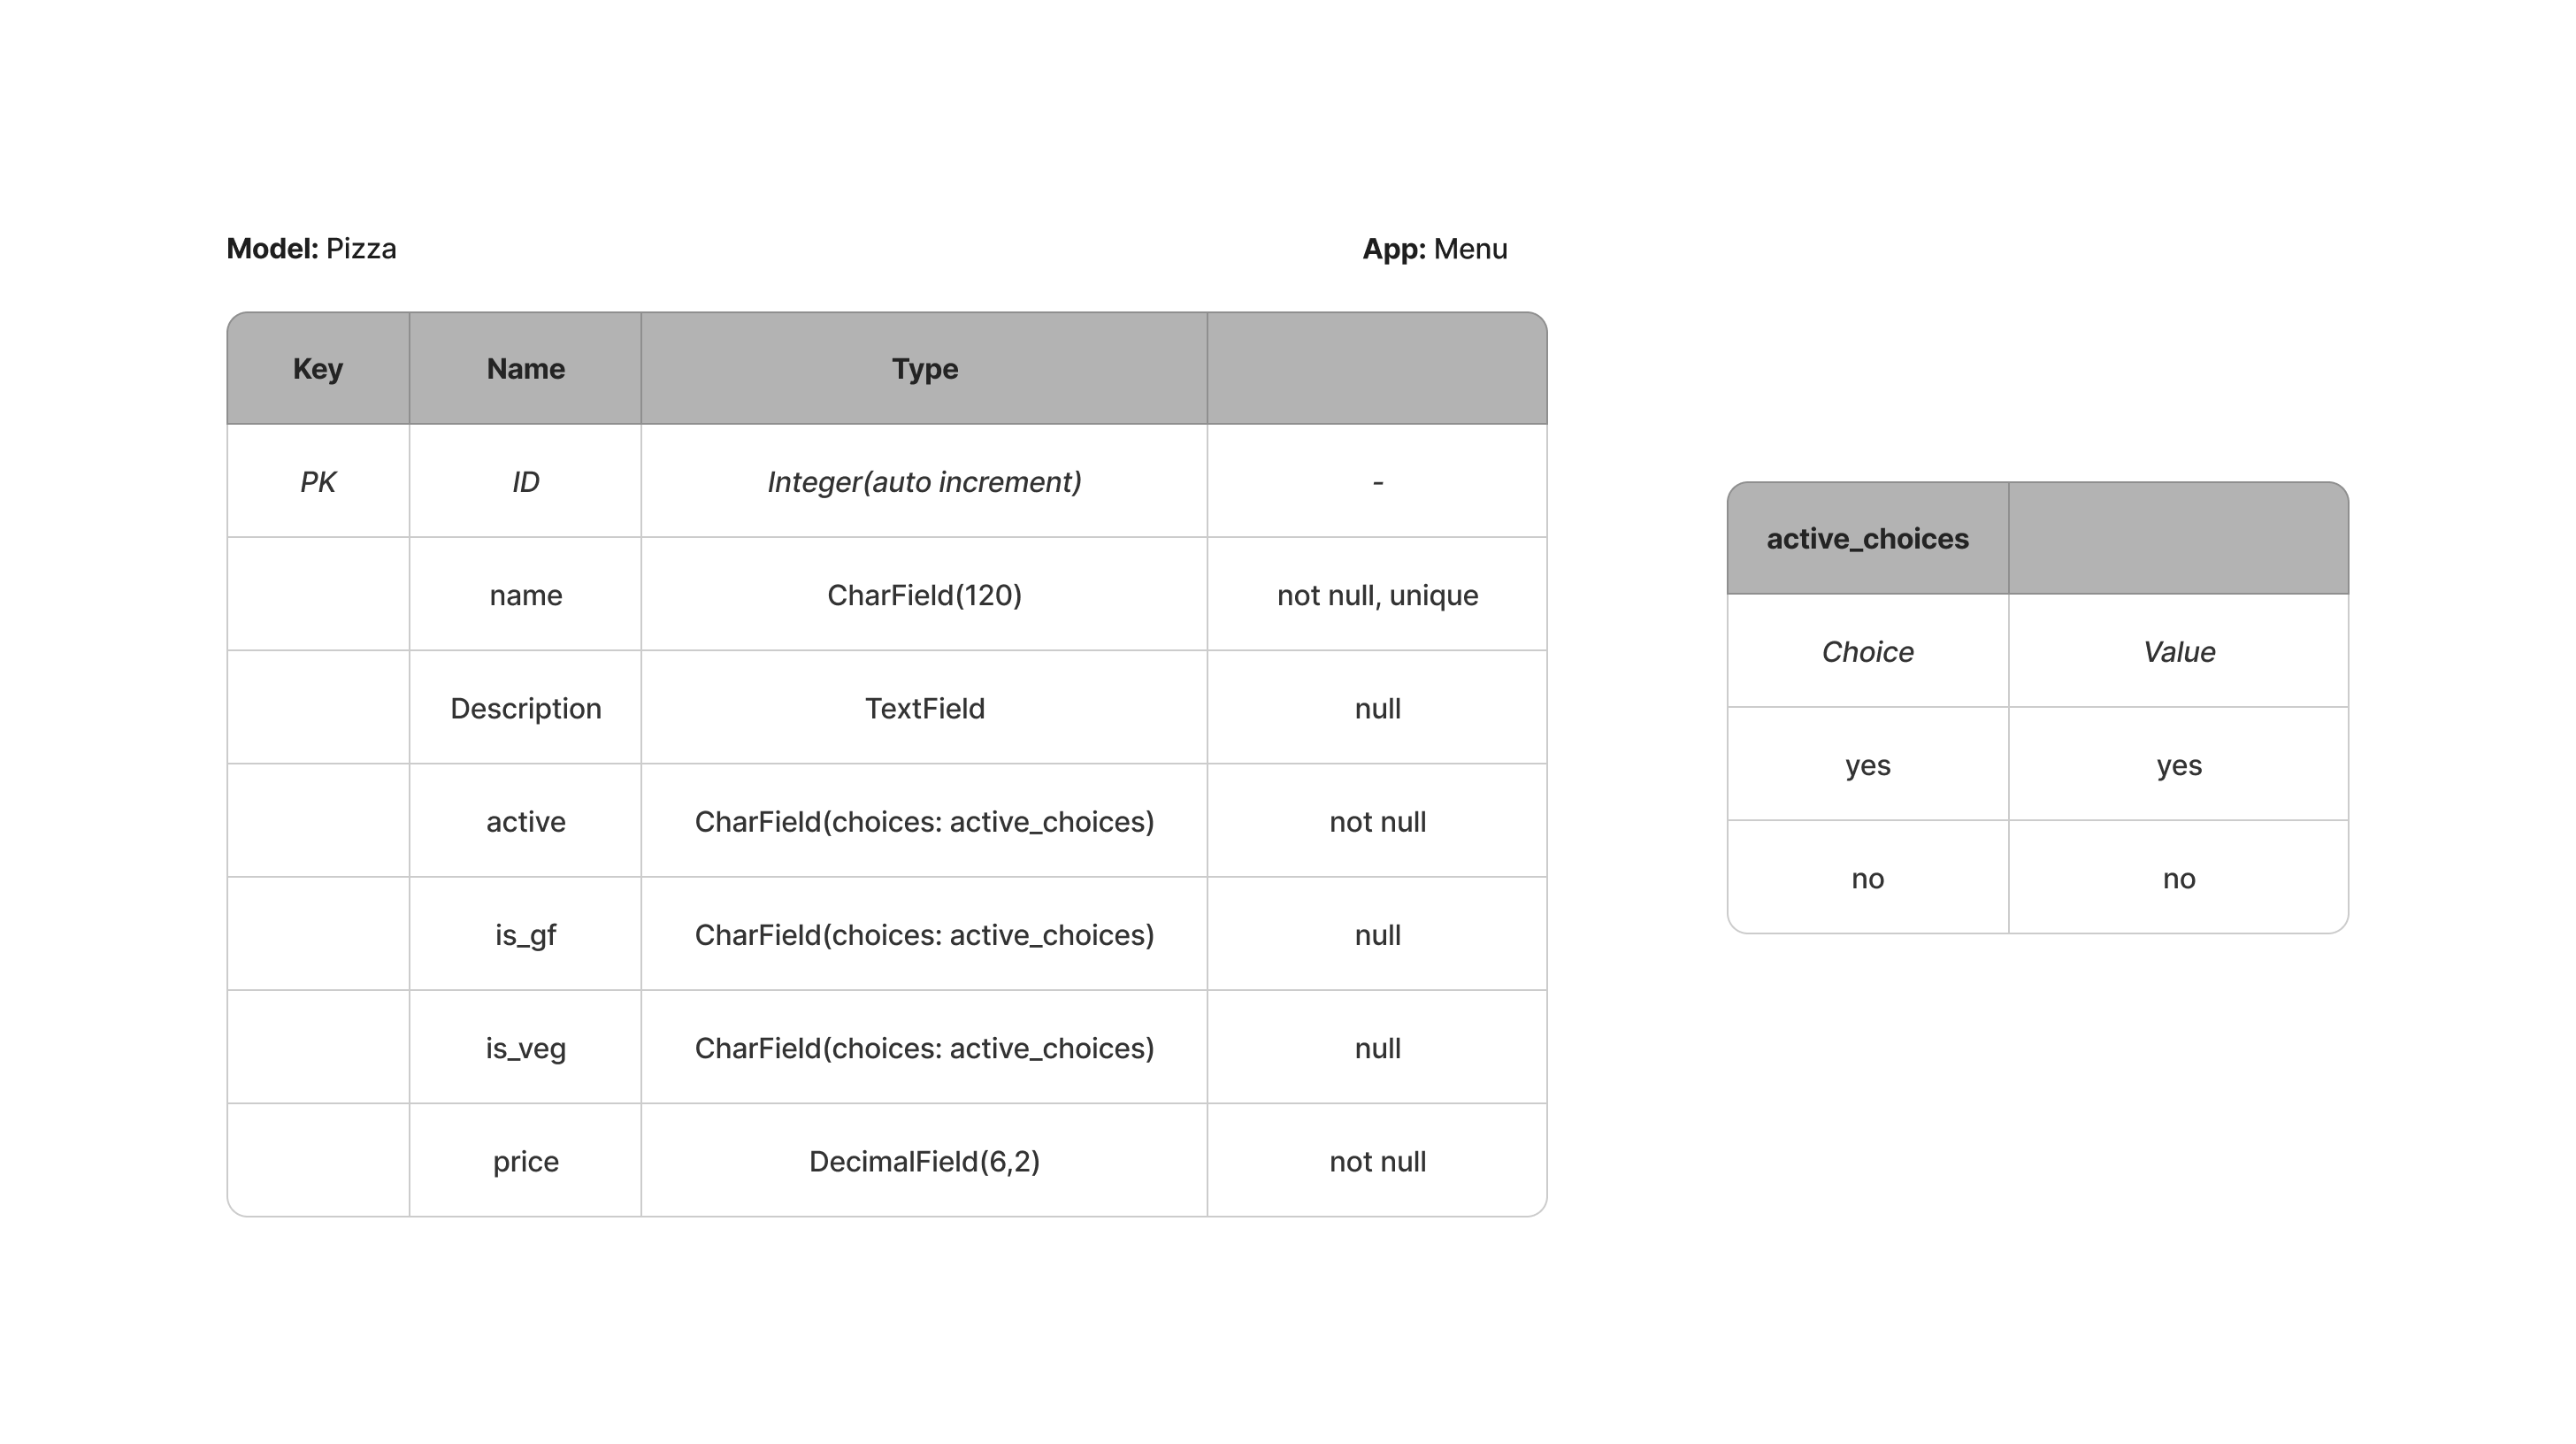 Model: Pizza
App: Menu
Key Name Type
PK ID Integer(auto increment) -
name CharField(120) not null, unique
Description TextField null
active CharField(choices: active_choices) not null
is_gf CharField(choices: active_choices) null
is_veg CharField(choices: active_choices) null
price DecimalField(6,2) not null
active_choices
Choice Value
yes yes
no no